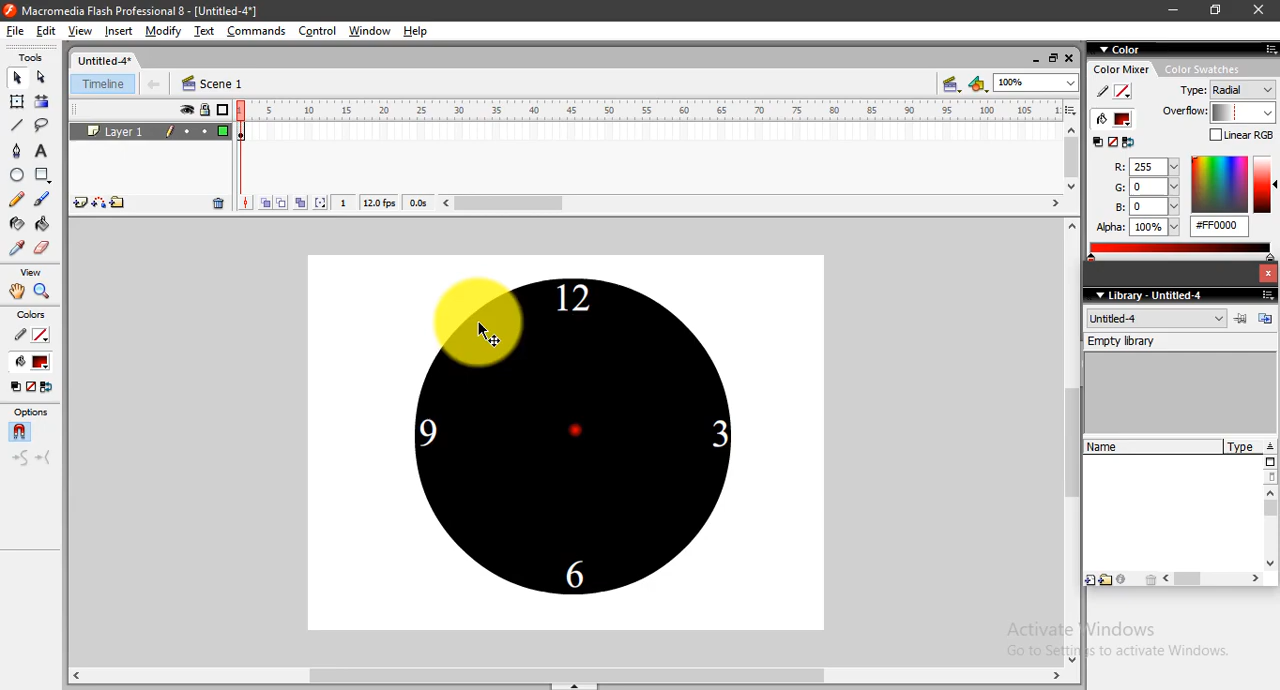 Macromedia Flash Professional 8 - [Untitled-4*]
File Edit View Insert Modify Text Commands Control Window Help
Tools
View
Colors
Options
Untitled-4*
Timeline
Scene 1
100%
Layer 1
1 5 10 15 20 25 30 35 40 45 50 55 60 65 70 75 80 85 90 95 100 105
1 12.0 fps 0.0s
12
9
3
6
Color
Color Mixer Color Swatches
Type: Radial
Overflow:
Linear RGB
R: 255
G: 0
B: 0
Alpha: 100% #FF0000
Library - Untitled-4
Untitled-4
Empty library
Name Type
Activate Windows
Go to Settings to activate Windows.